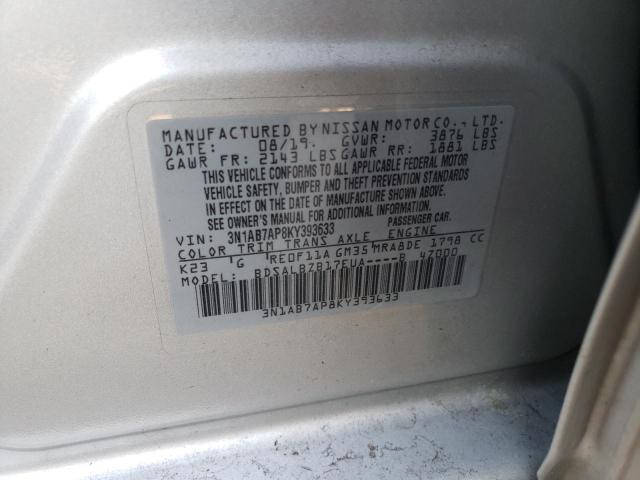 MANUFACTURED BY NISSAN MOTOR CO., LTD.
DATE: 08/19. GVWR: 3876 LBS
GAWR FR: 2143 LBS GAWR RR: 1881 LBS
THIS VEHICLE CONFORMS TO ALL APPLICABLE FEDERAL MOTOR
VEHICLE SAFETY, BUMPER AND THEFT PREVENTION STANDARDS
IN EFFECT ON THE DATE OF MANUFACTURE SHOWN ABOVE.
SEE OWNER'S MANUAL FOR ADDITIONAL INFORMATION.
VIN: 3N1AB7AP8KY393633 PASSENGER CAR.
COLOR TRIM TRANS AXLE ENGINE
K23 'G 'RE0F11A GM35'MRA8DE 1798 CC
MODEL: BDSALBZB17EUA----B 47000
3N1AB7AP8KY393633